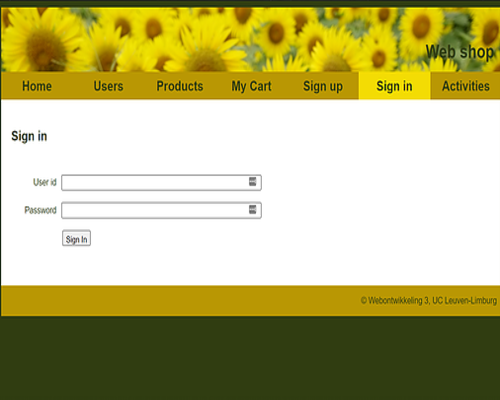 Web shop
Home Users Products My Cart Sign up Sign in Activities
Sign in
User id
Password
Sign In
© Webontwikkeling 3, UC Leuven-Limburg